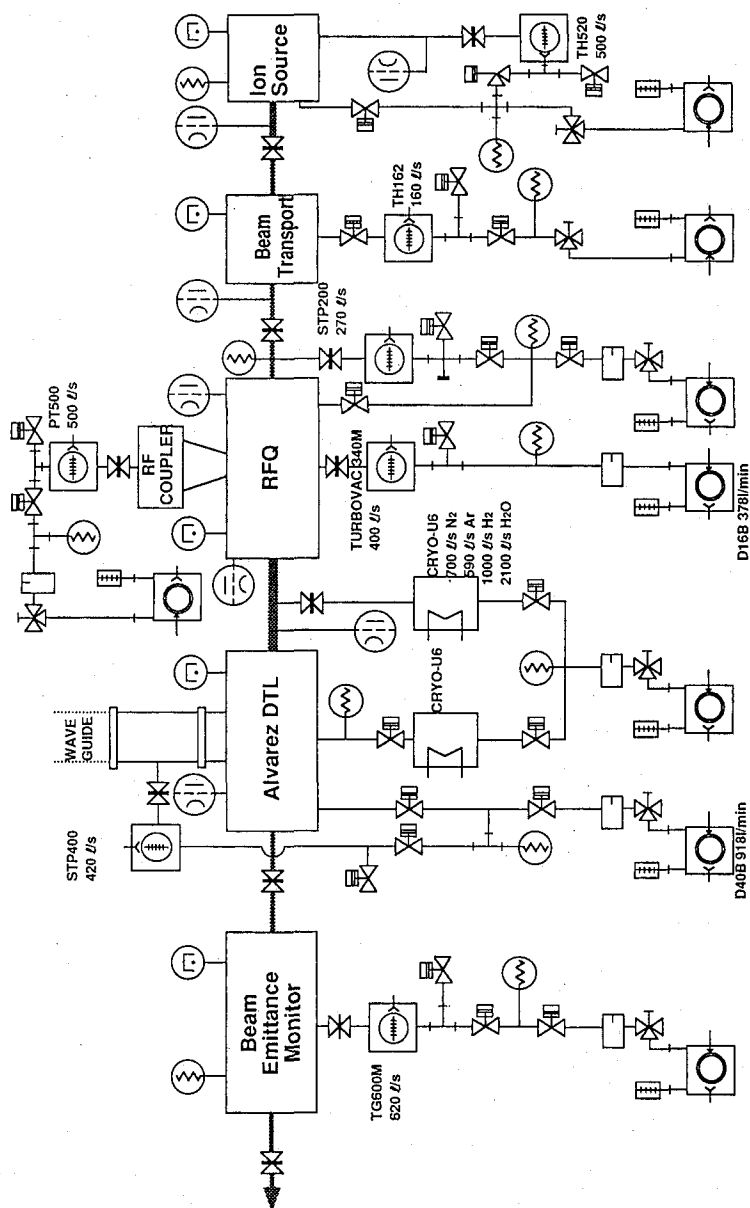 Ion
Source
TH520
500 ℓ/s
Beam
Transport
TH162
160 ℓ/s
STP200
270 ℓ/s
PT500
500 ℓ/s
RF
COUPLER
RFQ
TURBOVAC 340M
400 ℓ/s
D16B 378l/min
CRYO-U6
700 ℓ/s N2
590 ℓ/s Ar
1000 ℓ/s H2
2100 ℓ/s H2O
CRYO-U6
WAVE
GUIDE
Alvarez DTL
STP400
420 ℓ/s
D40B 918l/min
Beam
Emittance
Monitor
TG600M
620 ℓ/s